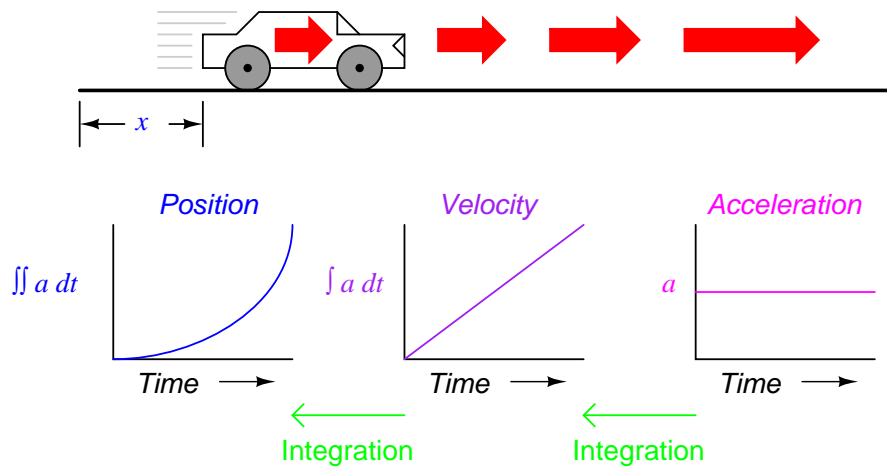 x
Position
Velocity
Acceleration
∬ a dt
∫ a dt
a
Time
Time
Time
Integration
Integration